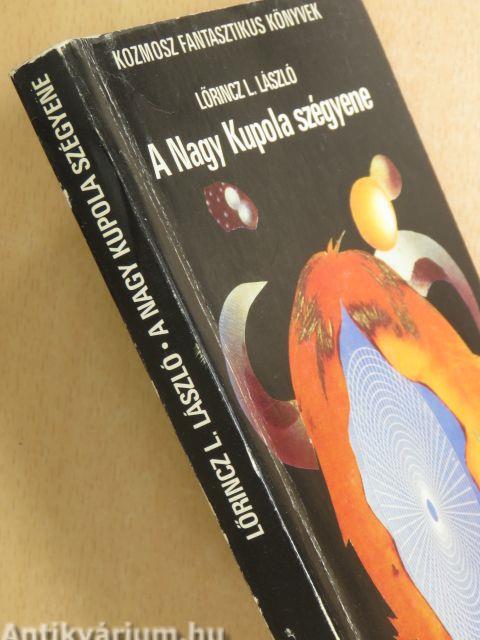 KOZMOSZ FANTASZTIKUS KÖNYVEK
LŐRINCZ L. LÁSZLÓ
A Nagy Kupola szégyene
LŐRINCZ L. LÁSZLÓ • A NAGY KUPOLA SZÉGYENE
Antikvárium.hu